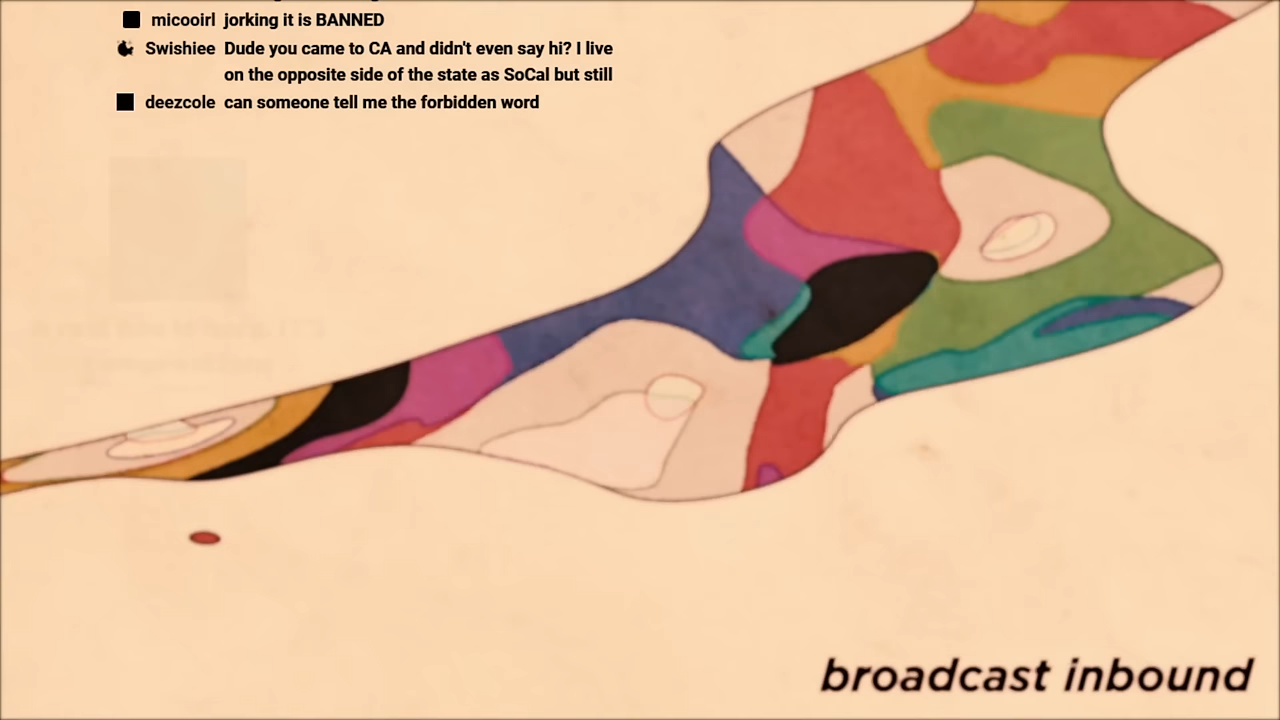 micooirl jorking it is BANNED
Swishiee Dude you came to CA and didn't even say hi? I live
on the opposite side of the state as SoCal but still
deezcole can someone tell me the forbidden word
broadcast inbound